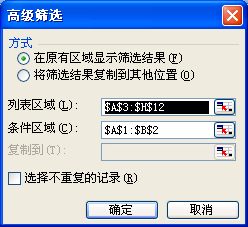 高级筛选
方式
在原有区域显示筛选结果(F)
将筛选结果复制到其他位置(O)
列表区域(L): $A$3:$H$12
条件区域(C): $A$1:$B$2
复制到(T):
选择不重复的记录(R)
确定 取消